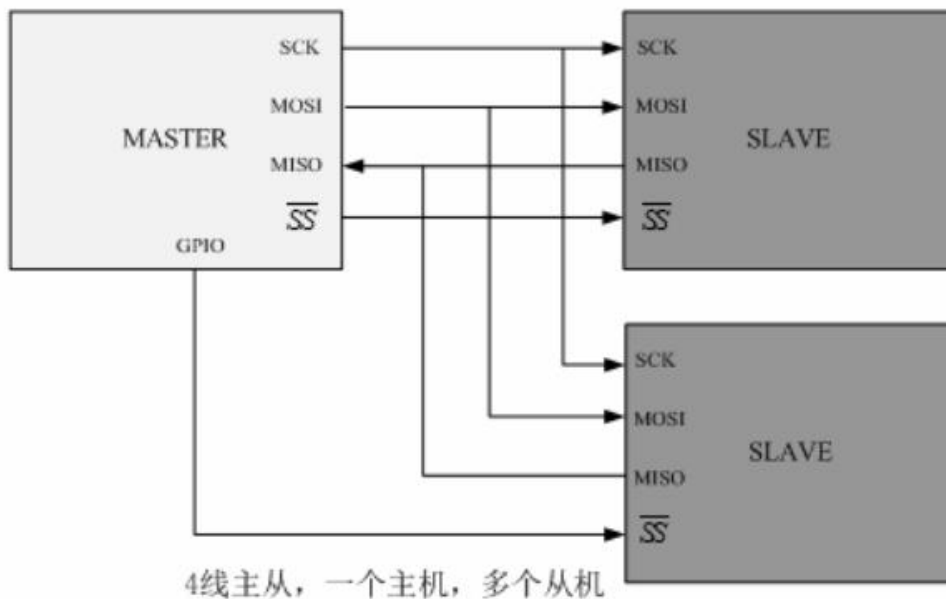 SCK
MOSI
MASTER
MISO
SS
GPIO
SCK
MOSI
SLAVE
MISO
SS
SCK
MOSI
SLAVE
MISO
SS
4线主从，一个主机，多个从机